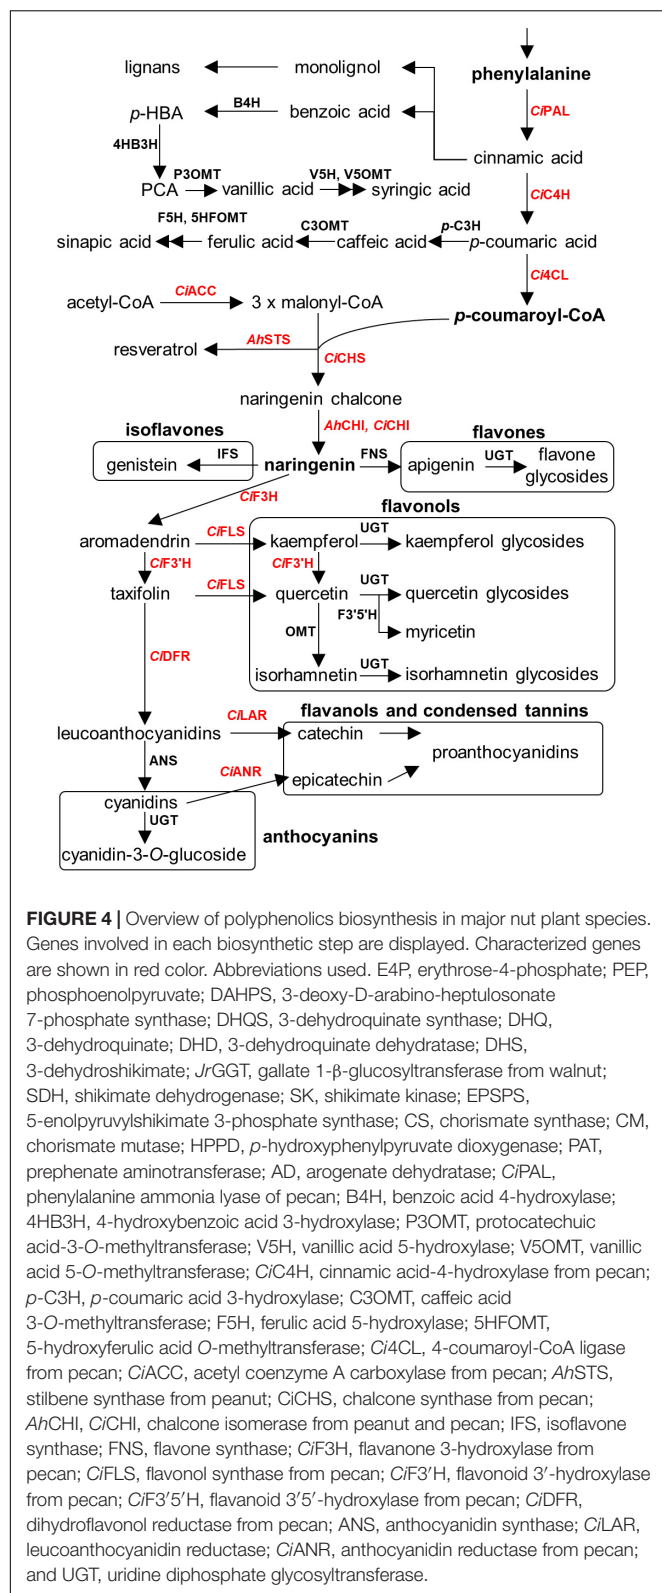 lignans monolignol phenylalanine
p-HBA B4H benzoic acid CiPAL
4HB3H cinnamic acid
P3OMT V5H, V5OMT
PCA vanillic acid syringic acid CiC4H
F5H, 5HFOMT C3OMT p-C3H
sinapic acid ferulic acid caffeic acid p-coumaric acid
CiACC Ci4CL
acetyl-CoA 3 x malonyl-CoA p-coumaroyl-CoA
resveratrol AhSTS CiCHS
naringenin chalcone
AhCHI, CiCHI
isoflavones flavones
genistein IFS naringenin FNS apigenin UGT flavone glycosides
CiF3H
flavonols
aromadendrin CiFLS kaempferol UGT kaempferol glycosides
CiF3'H CiF3'H
taxifolin CiFLS quercetin UGT quercetin glycosides
F3'5'H
OMT myricetin
CiDFR isorhamnetin UGT isorhamnetin glycosides
flavanols and condensed tannins
leucoanthocyanidins CiLAR catechin
proanthocyanidins
ANS CiANR epicatechin
cyanidins
UGT anthocyanins
cyanidin-3-O-glucoside
FIGURE 4 | Overview of polyphenolics biosynthesis in major nut plant species.
Genes involved in each biosynthetic step are displayed. Characterized genes
are shown in red color. Abbreviations used. E4P, erythrose-4-phosphate; PEP,
phosphoenolpyruvate; DAHPS, 3-deoxy-D-arabino-heptulosonate
7-phosphate synthase; DHQS, 3-dehydroquinate synthase; DHQ,
3-dehydroquinate; DHD, 3-dehydroquinate dehydratase; DHS,
3-dehydroshikimate; JrGGT, gallate 1-β-glucosyltransferase from walnut;
SDH, shikimate dehydrogenase; SK, shikimate kinase; EPSPS,
5-enolpyruvylshikimate 3-phosphate synthase; CS, chorismate synthase; CM,
chorismate mutase; HPPD, p-hydroxyphenylpyruvate dioxygenase; PAT,
prephenate aminotransferase; AD, arogenate dehydratase; CiPAL,
phenylalanine ammonia lyase of pecan; B4H, benzoic acid 4-hydroxylase;
4HB3H, 4-hydroxybenzoic acid 3-hydroxylase; P3OMT, protocatechuic
acid-3-O-methyltransferase; V5H, vanillic acid 5-hydroxylase; V5OMT, vanillic
acid 5-O-methyltransferase; CiC4H, cinnamic acid-4-hydroxylase from pecan;
p-C3H, p-coumaric acid 3-hydroxylase; C3OMT, caffeic acid
3-O-methyltransferase; F5H, ferulic acid 5-hydroxylase; 5HFOMT,
5-hydroxyferulic acid O-methyltransferase; Ci4CL, 4-coumaroyl-CoA ligase
from pecan; CiACC, acetyl coenzyme A carboxylase from pecan; AhSTS,
stilbene synthase from peanut; CiCHS, chalcone synthase from pecan;
AhCHI, CiCHI, chalcone isomerase from peanut and pecan; IFS, isoflavone
synthase; FNS, flavone synthase; CiF3H, flavanone 3-hydroxylase from
pecan; CiFLS, flavonol synthase from pecan; CiF3′H, flavonoid 3′-hydroxylase
from pecan; CiF3′5′H, flavanoid 3′5′-hydroxylase from pecan; CiDFR,
dihydroflavonol reductase from pecan; ANS, anthocyanidin synthase; CiLAR,
leucoanthocyanidin reductase; CiANR, anthocyanidin reductase from pecan;
and UGT, uridine diphosphate glycosyltransferase.